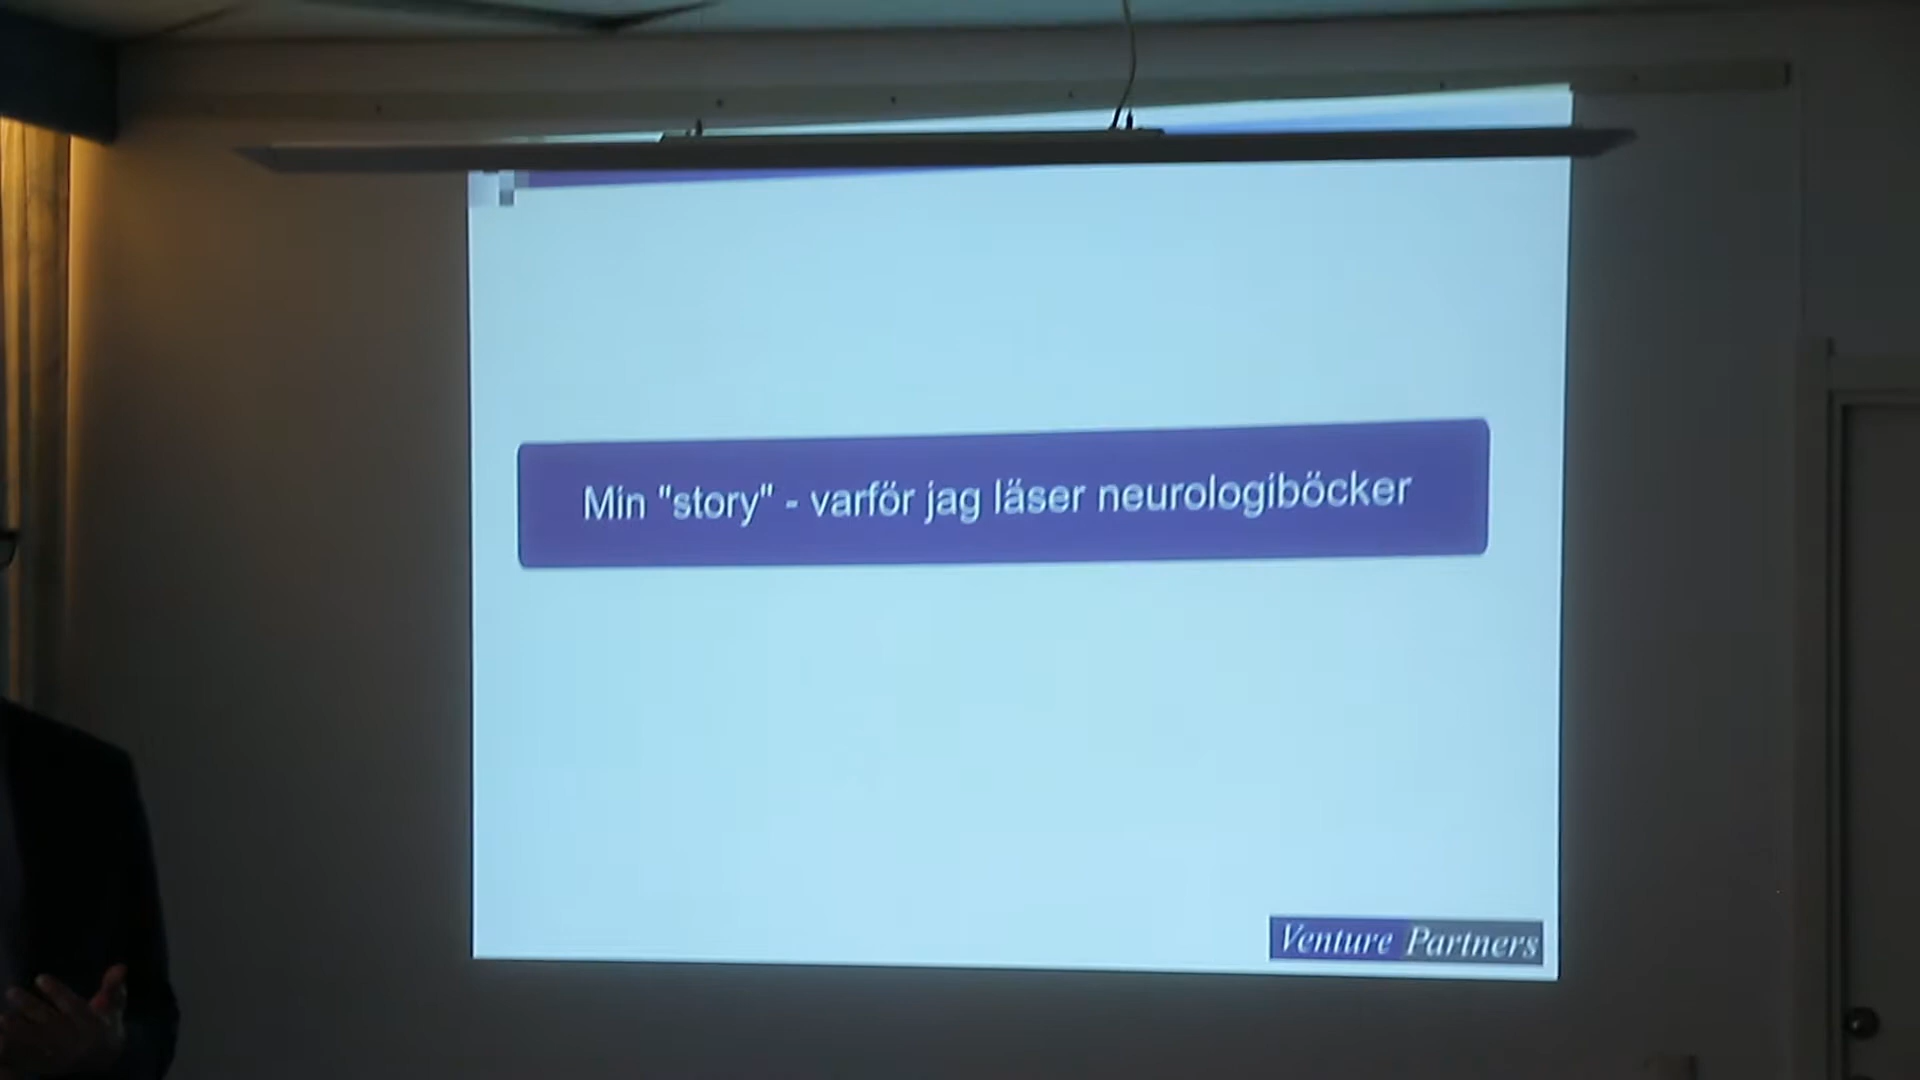 Min "story" - varför jag läser neurologiböcker
Venture Partners